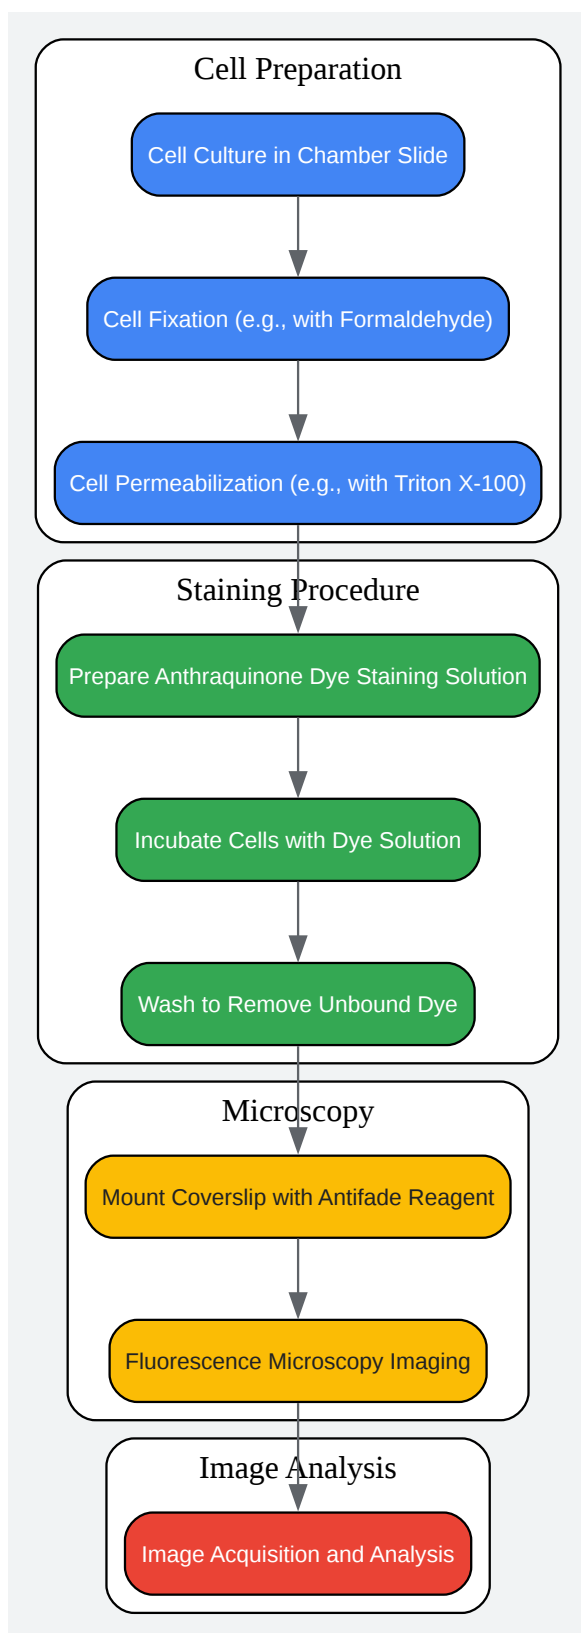 Cell Preparation
Cell Culture in Chamber Slide
Cell Fixation (e.g., with Formaldehyde)
Cell Permeabilization (e.g., with Triton X-100)
Staining Procedure
Prepare Anthraquinone Dye Staining Solution
Incubate Cells with Dye Solution
Wash to Remove Unbound Dye
Microscopy
Mount Coverslip with Antifade Reagent
Fluorescence Microscopy Imaging
Image Analysis
Image Acquisition and Analysis